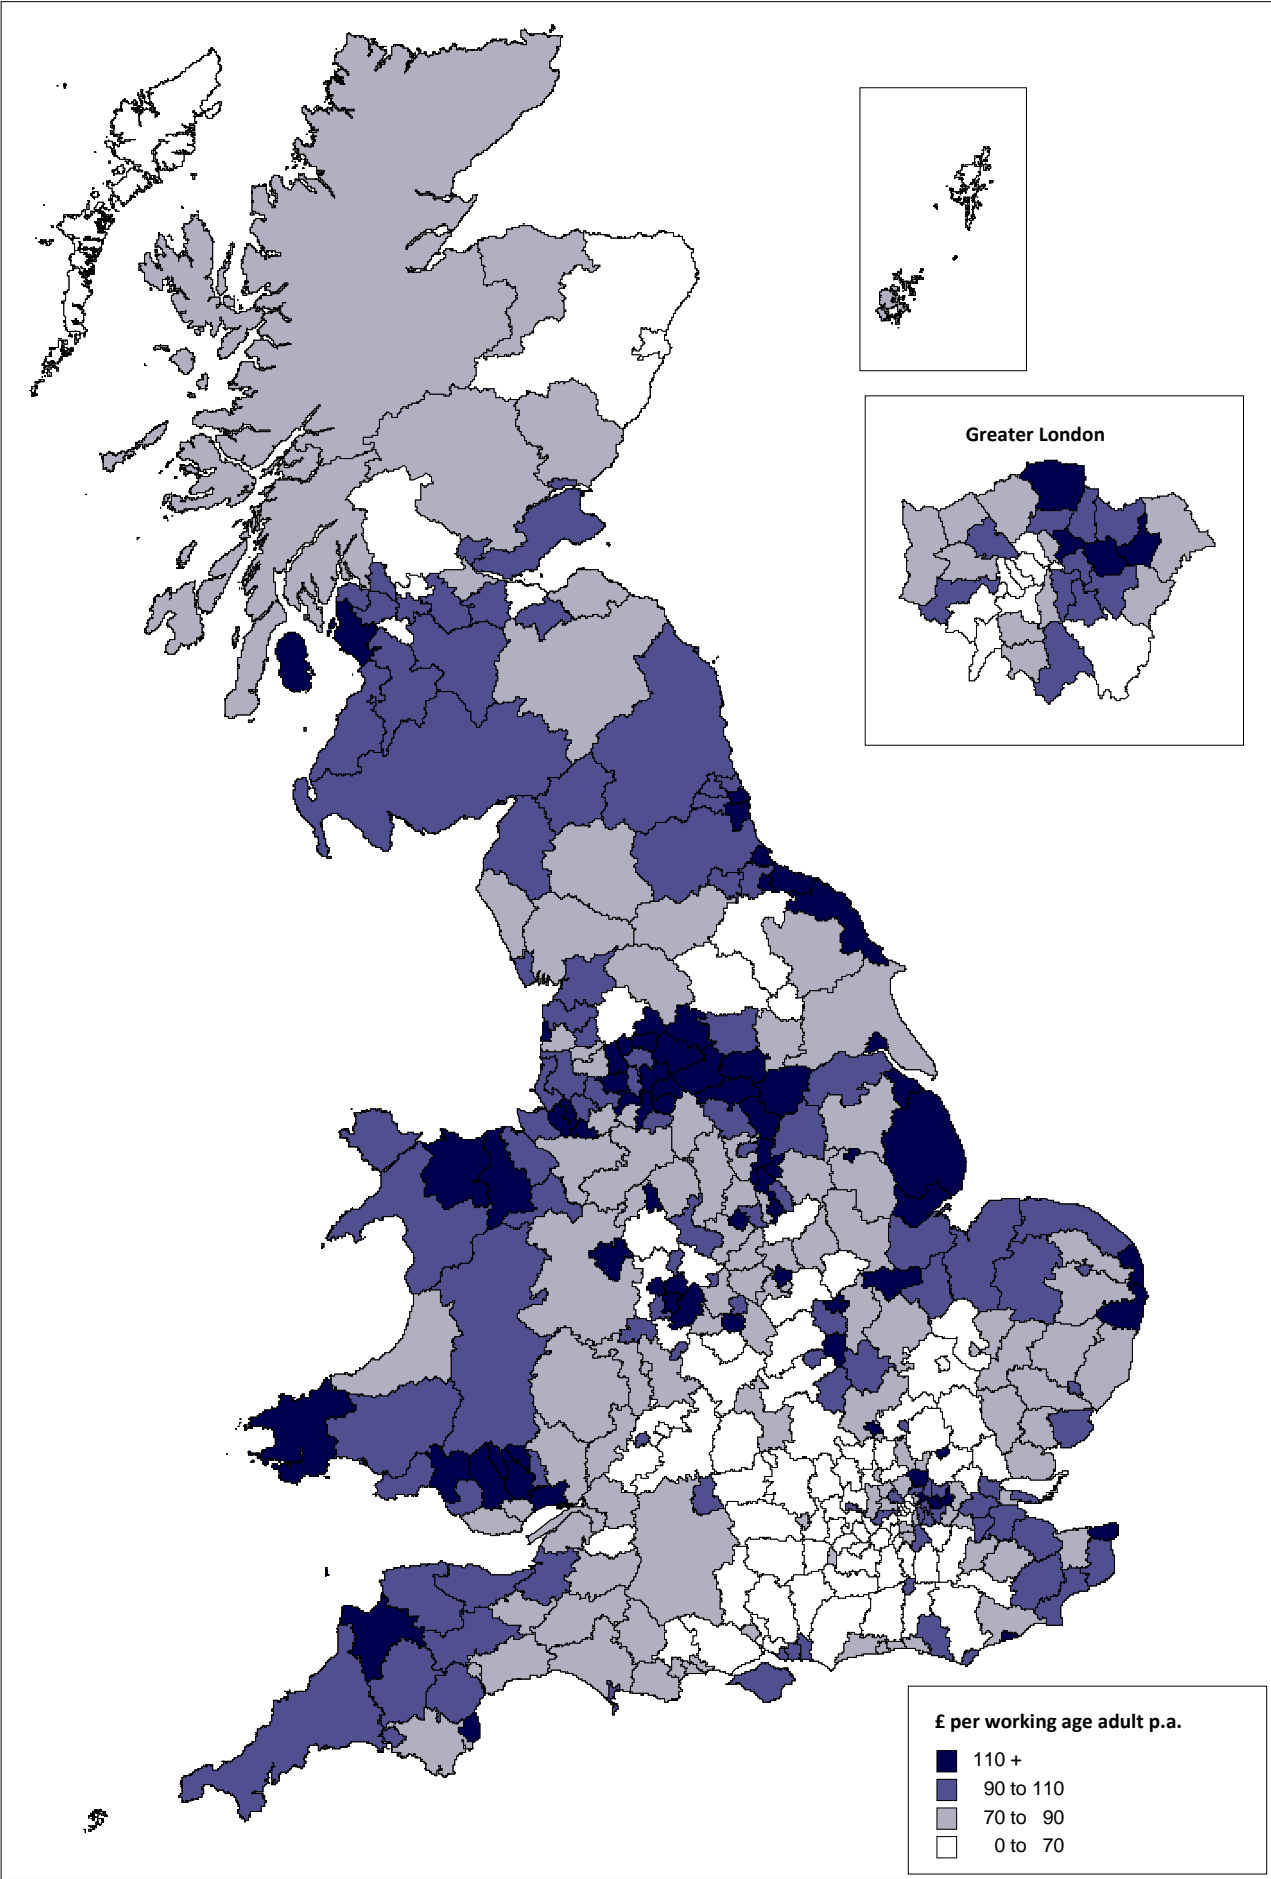 Greater London
£ per working age adult p.a.
110 +
90 to 110
70 to 90
0 to 70